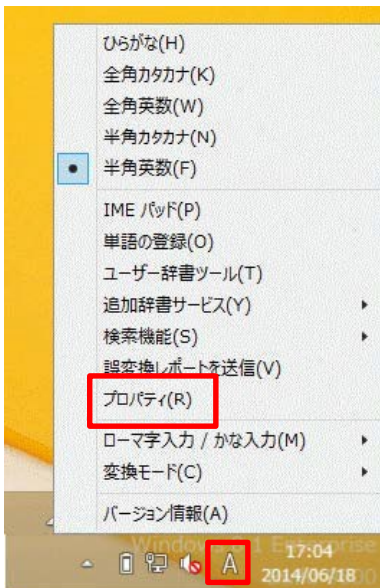 ひらがな(H)
全角カタカナ(K)
全角英数(W)
半角カタカナ(N)
半角英数(F)
IME パッド(P)
単語の登録(O)
ユーザー辞書ツール(T)
追加辞書サービス(Y)
検索機能(S)
誤変換レポートを送信(V)
プロパティ(R)
ローマ字入力 / かな入力(M)
変換モード(C)
バージョン情報(A)
A
17:04
2014/06/18